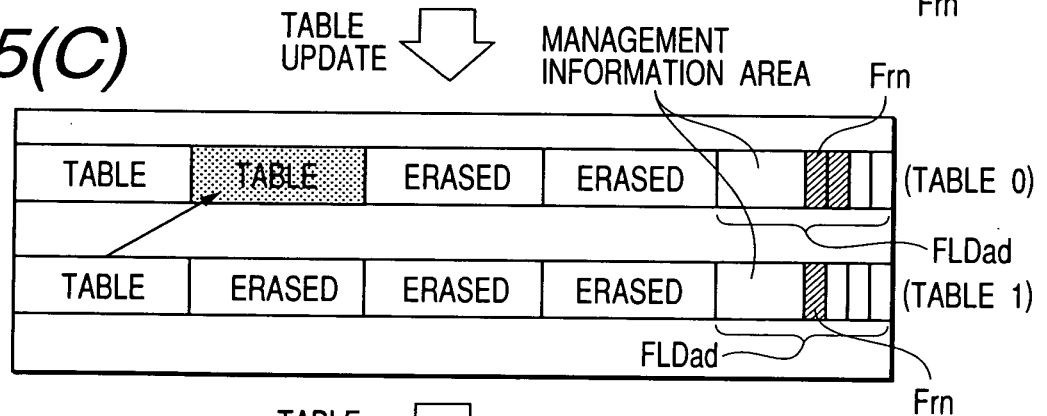 Frn
5(C)
TABLE
UPDATE
MANAGEMENT
INFORMATION AREA
Frn
TABLE TABLE ERASED ERASED (TABLE 0)
FLDad
TABLE ERASED ERASED ERASED (TABLE 1)
FLDad
Frn
TABLE